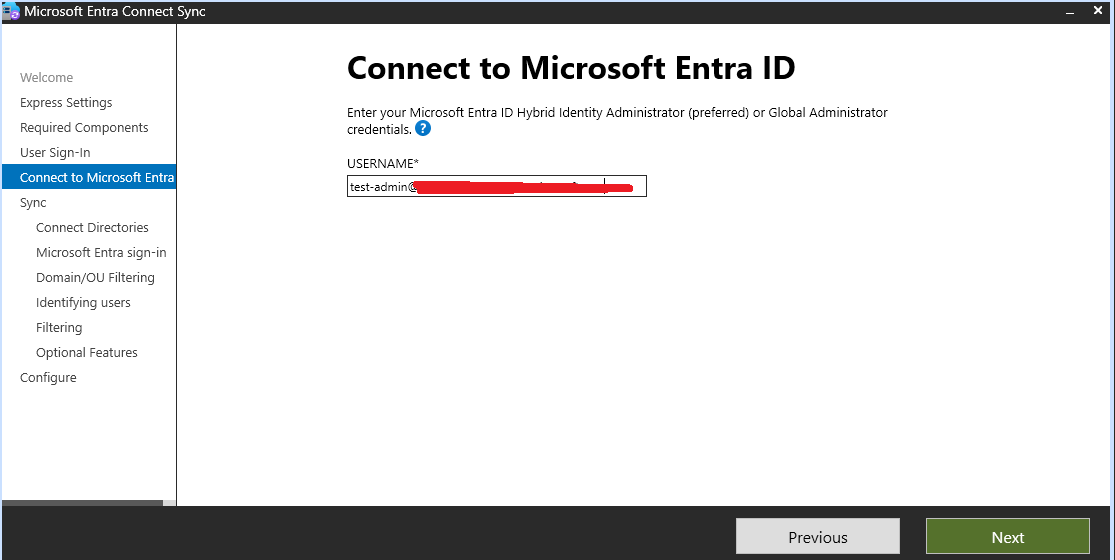 Microsoft Entra Connect Sync
Welcome
Express Settings
Required Components
User Sign-In
Connect to Microsoft Entra
Sync
Connect Directories
Microsoft Entra sign-in
Domain/OU Filtering
Identifying users
Filtering
Optional Features
Configure
Connect to Microsoft Entra ID
Enter your Microsoft Entra ID Hybrid Identity Administrator (preferred) or Global Administrator
credentials. ?
USERNAME*
test-admin@
Previous
Next